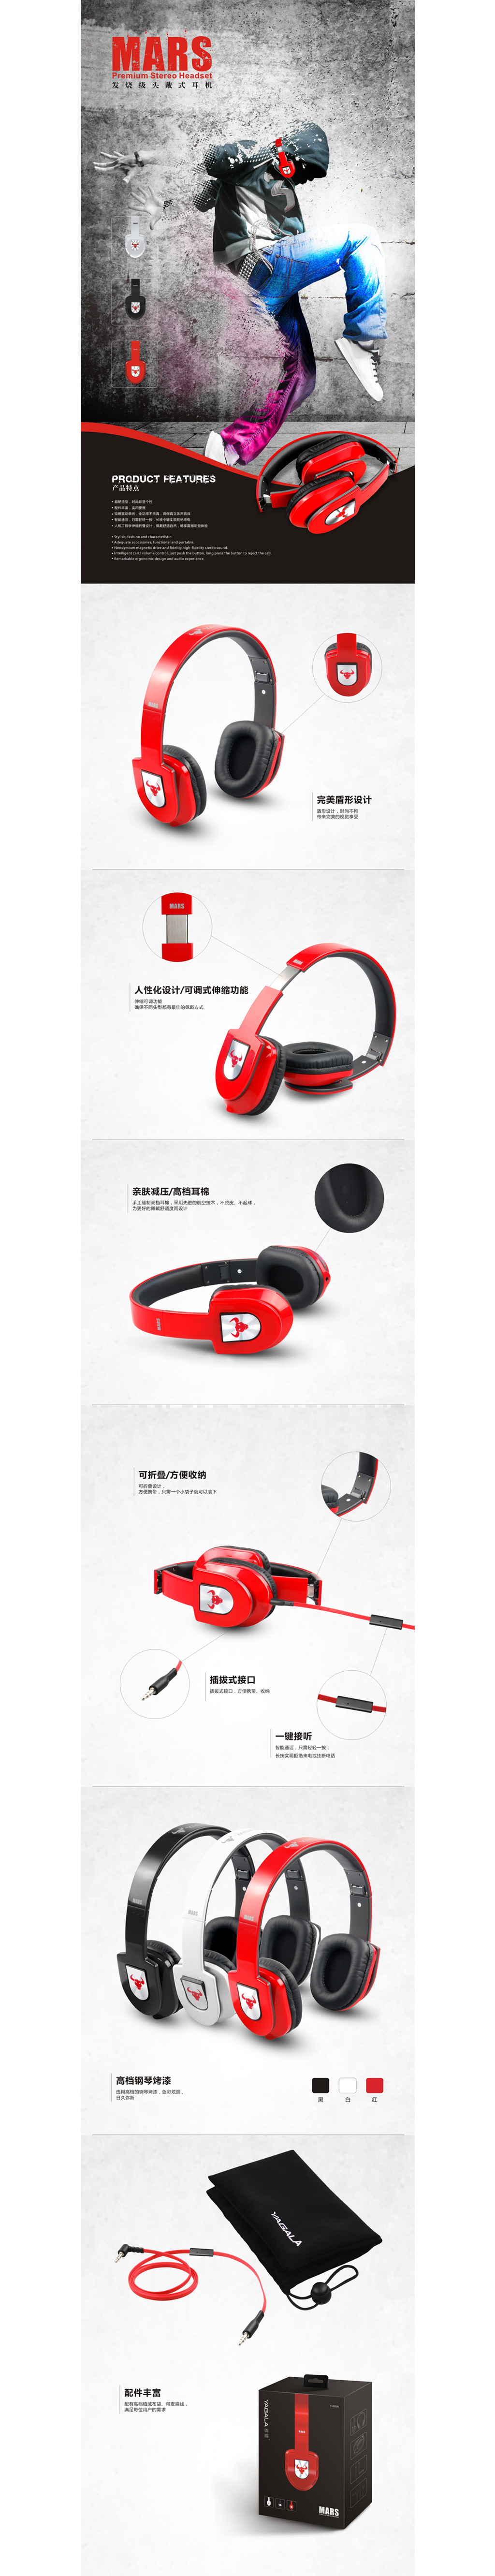 MARS
Premium Stereo Headset
发烧级头戴式耳机
PRODUCT FEATURES
产品特点
• Stylish, fashion and characteristic
• Adequate accessories, functional and portable
• Neodymium magnetic drive and fidelity high-fidelity stereo sound
• Intelligent call / volume control, just push the button, long press the button to reject the call.
• Remarkable ergonomic design and audio experience.
MARS
完美盾形设计
盾形设计，时尚不拘
带来完美的视觉享受
MARS
人性化设计/可调式伸缩功能
伸缩可调功能
确保不同头型都有最佳的佩戴方式
亲肤减压/高档耳棉
手工缝制高档耳棉，采用先进的航空技术，不脱皮、不起球，
为更好的佩戴舒适度而设计
MARS
可折叠/方便收纳
可折叠设计，
方便携带，只需一个小袋子就可以装下
插拔式接口
插拔式接口，方便携带、收纳
一键接听
智能通话，只需轻轻一按，
长按实现拒绝来电或挂断电话
MARS
MARS
MARS
高档钢琴烤漆
选用高档的钢琴烤漆，色彩炫丽，
日久弥新
黑
白
红
YAGALA
配件丰富
配有高档植绒布袋、带麦扁线，
满足每位用户的需求
YAGALA
MARS